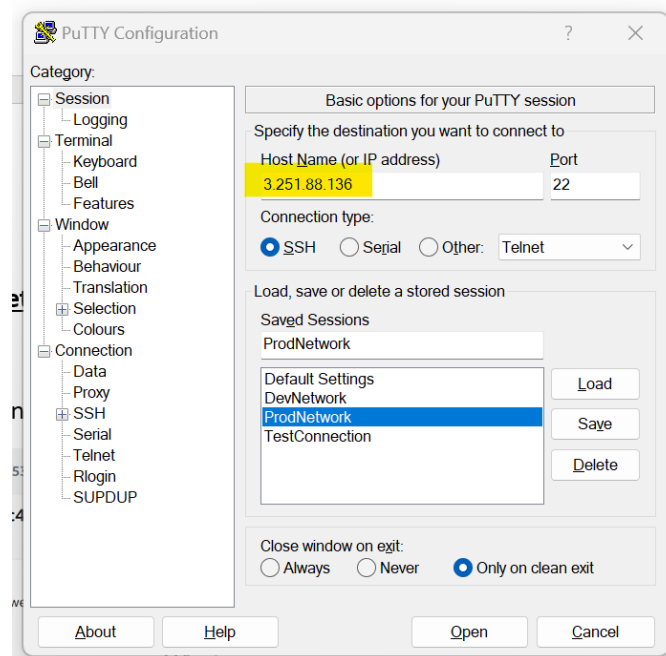 PuTTY Configuration
Category:
Session
Logging
Terminal
Keyboard
Bell
Features
Window
Appearance
Behaviour
Translation
Selection
Colours
Connection
Data
Proxy
SSH
Serial
Telnet
Rlogin
SUPDUP
Basic options for your PuTTY session
Specify the destination you want to connect to
Host Name (or IP address) Port
3.251.88.136 22
Connection type:
SSH Serial Other: Telnet
Load, save or delete a stored session
Saved Sessions
ProdNetwork
Default Settings
DevNetwork
ProdNetwork
TestConnection
Load
Save
Delete
Close window on exit:
Always Never Only on clean exit
About Help Open Cancel